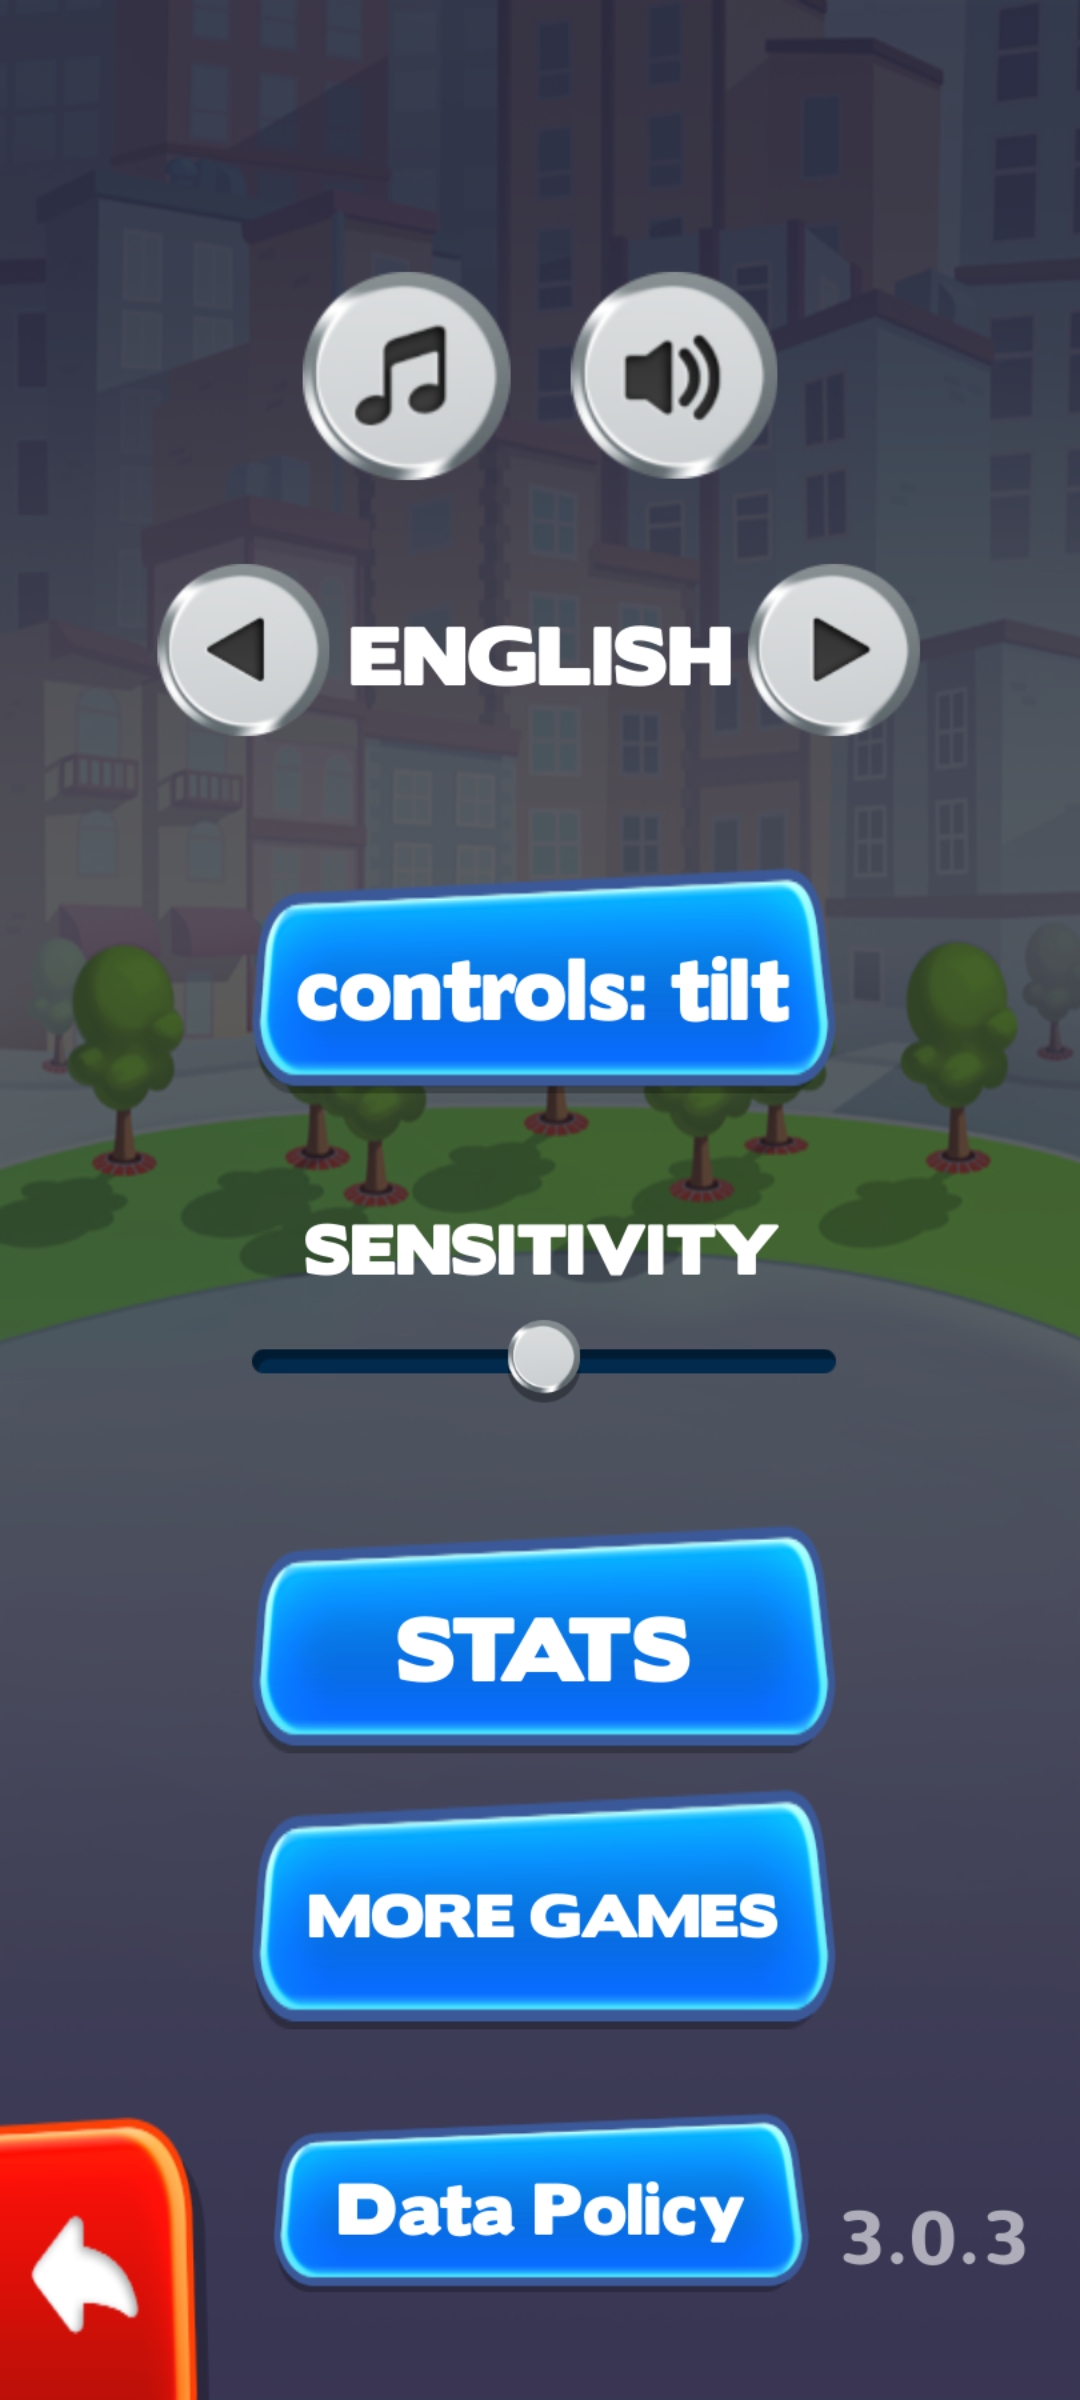 ENGLISH
controls: tilt
SENSITIVITY
STATS
MORE GAMES
Data Policy
3.0.3